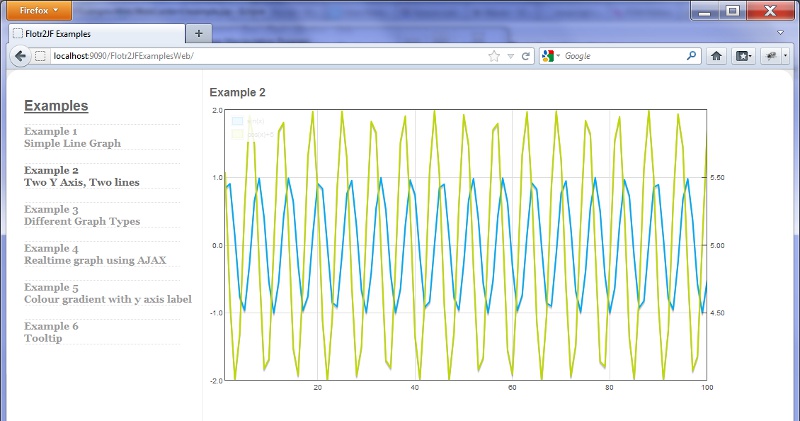 Firefox
Flotr2JF Examples
localhost:9090/Flotr2JFExamplesWeb/
Google
Examples
Example 1
Simple Line Graph
Example 2
Two Y Axis, Two lines
Example 3
Different Graph Types
Example 4
Realtime graph using AJAX
Example 5
Colour gradient with y axis label
Example 6
Tooltip
Example 2
2.0
1.0
0.0
-1.0
-2.0
5.50
5.00
4.50
20
40
60
80
100